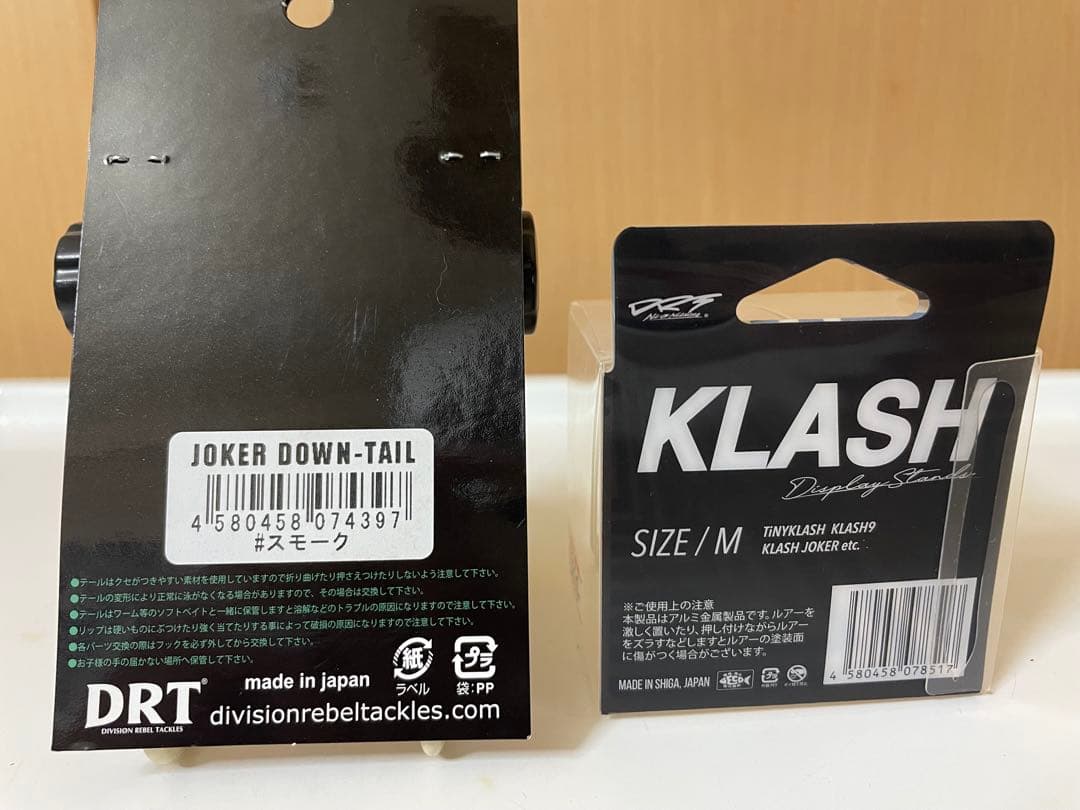 JOKER DOWN-TAIL
4 580458 074397
#スモーク
●テールはクセがつきやすい素材を使用していますので折り曲げたり押さえつけたりしないよう注意して下さい。
●テールの変形により正常に泳がなくなる場合がありますので、その場合は交換して下さい。
●テールはワーム等のソフトベイトと一緒に保管しますと溶解などのトラブルの原因になりますので注意して下さい。
●リップは硬いものにぶつけたり強く当てたりする事によって破損の原因になりますので注意して下さい。
●各パーツ交換の際はフックを必ず外してから交換して下さい。
●お子様の手の届かない場所へ保管して下さい。
DRT®
DIVISION REBEL TACKLES
made in japan
紙
ラベル
プラ
袋:PP
divisionrebeltackles.com
DRT
KLASH
Display Stands
SIZE / M
TiNYKLASH KLASH9
KLASH JOKER etc.
※ご使用上の注意
本製品はアルミ金属製品です。ルアーを
激しく置いたり、押し付けながらルアー
をズラすなどしますとルアーの塗装面
に傷がつく場合がございます。
4 580458 078517
MADE IN SHIGA, JAPAN